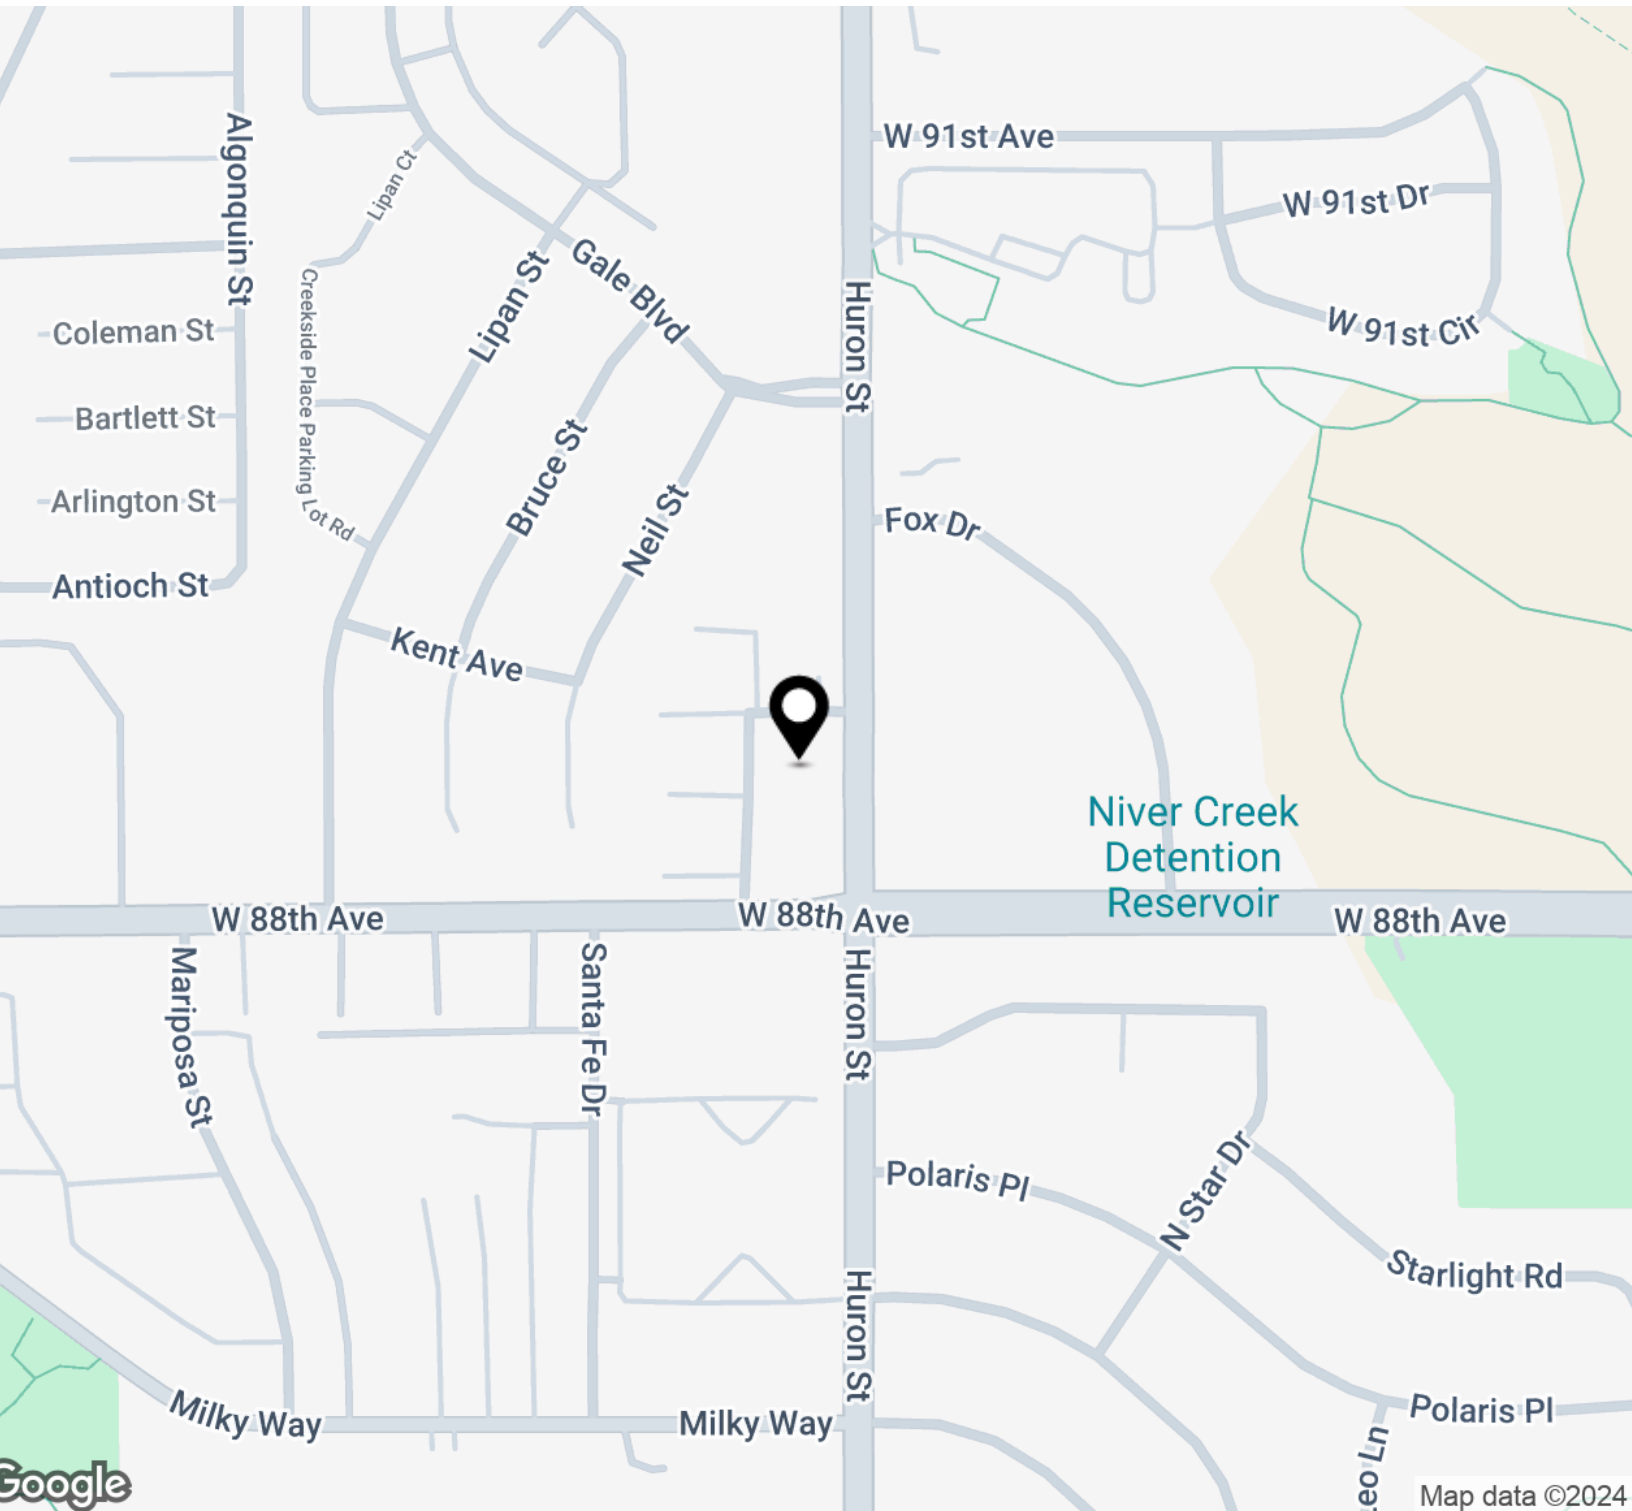 W 91st Ave
Algonquin St
Lipan Ct
W 91st Dr
Gale Blvd
Lipan St
Creekside Place Parking Lot Rd
Huron St
W 91st Cir
Coleman St
Bartlett St
Bruce St
Arlington St
Neil St
Fox Dr
Antioch St
Kent Ave
Niver Creek
Detention
Reservoir
W 88th Ave
W 88th Ave
W 88th Ave
Mariposa St
Santa Fe Dr
Huron St
N Star Dr
Polaris Pl
Starlight Rd
Huron St
Milky Way
Milky Way
Polaris Pl
eo Ln
Google
Map data ©2024